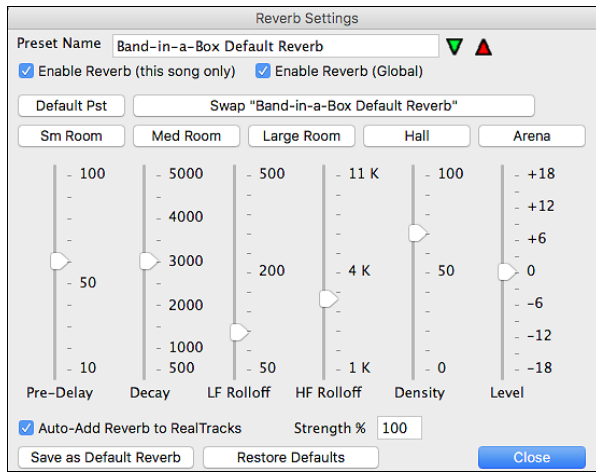 Reverb Settings
Preset Name Band-in-a-Box Default Reverb
Enable Reverb (this song only) Enable Reverb (Global)
Default Pst Swap "Band-in-a-Box Default Reverb"
Sm Room Med Room Large Room Hall Arena
100 5000 500 11 K 100 +18
4000 +12
+6
3000 200 4 K 50 0
50
2000 -6
1000 -12
10 500 50 1 K 0 -18
Pre-Delay Decay LF Rolloff HF Rolloff Density Level
Auto-Add Reverb to RealTracks Strength % 100
Save as Default Reverb Restore Defaults Close